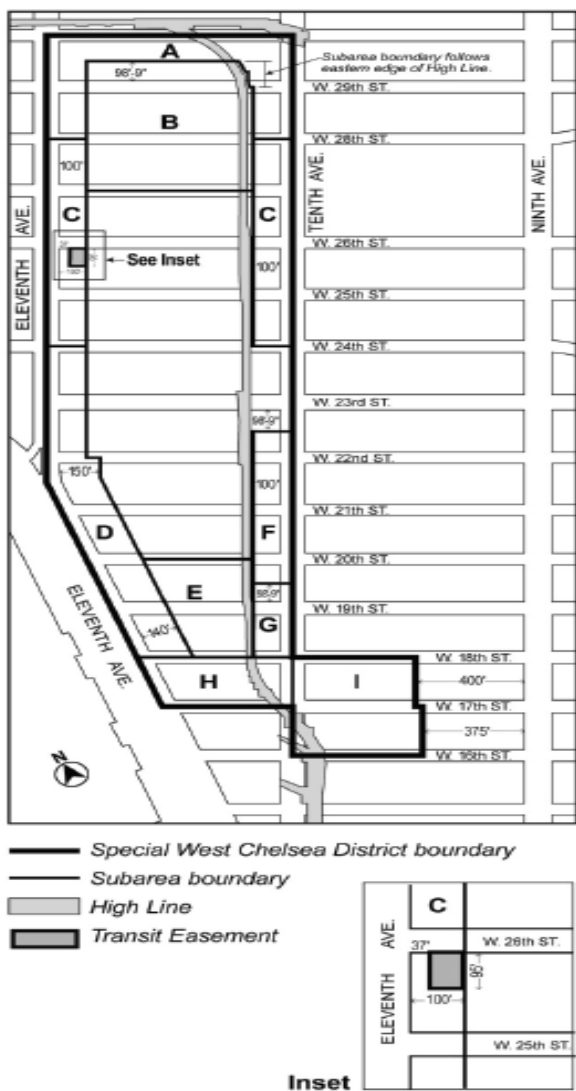 A
98'-9"
Subarea boundary follows
eastern edge of High Line.
W. 29th ST.
B
W. 28th ST.
100'
C
C
ELEVENTH AVE.
TENTH AVE.
NINTH AVE.
W. 26th ST.
See Inset
100'
W. 25th ST.
W. 24th ST.
W. 23rd ST.
98'-9"
W. 22nd ST.
150'
100'
W. 21st ST.
D
F
W. 20th ST.
E
98'-9"
W. 19th ST.
ELEVENTH AVE.
140'
G
W. 18th ST.
H
I
400'
W. 17th ST.
375'
W. 16th ST.
N
Special West Chelsea District boundary
Subarea boundary
High Line
Transit Easement
C
ELEVENTH AVE.
37'
W. 26th ST.
95'
100'
W. 25th ST.
Inset